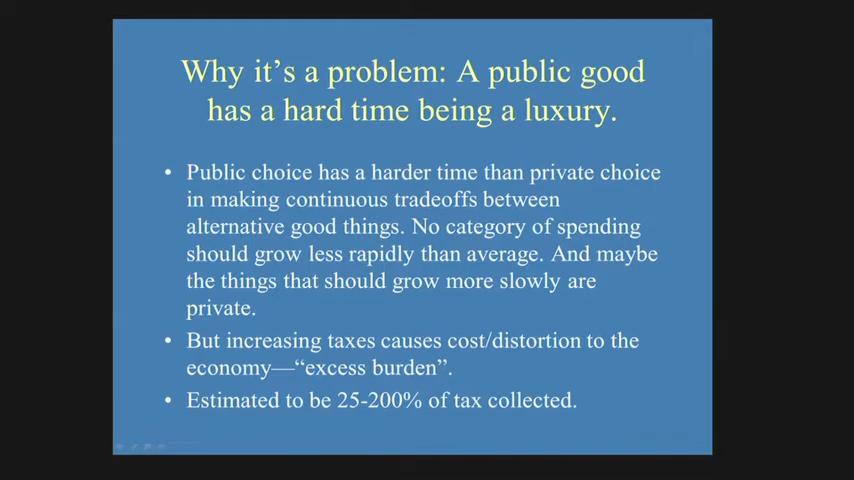 Why it's a problem: A public good
has a hard time being a luxury.
• Public choice has a harder time than private choice
in making continuous tradeoffs between
alternative good things. No category of spending
should grow less rapidly than average. And maybe
the things that should grow more slowly are
private.
• But increasing taxes causes cost/distortion to the
economy—“excess burden”.
• Estimated to be 25-200% of tax collected.